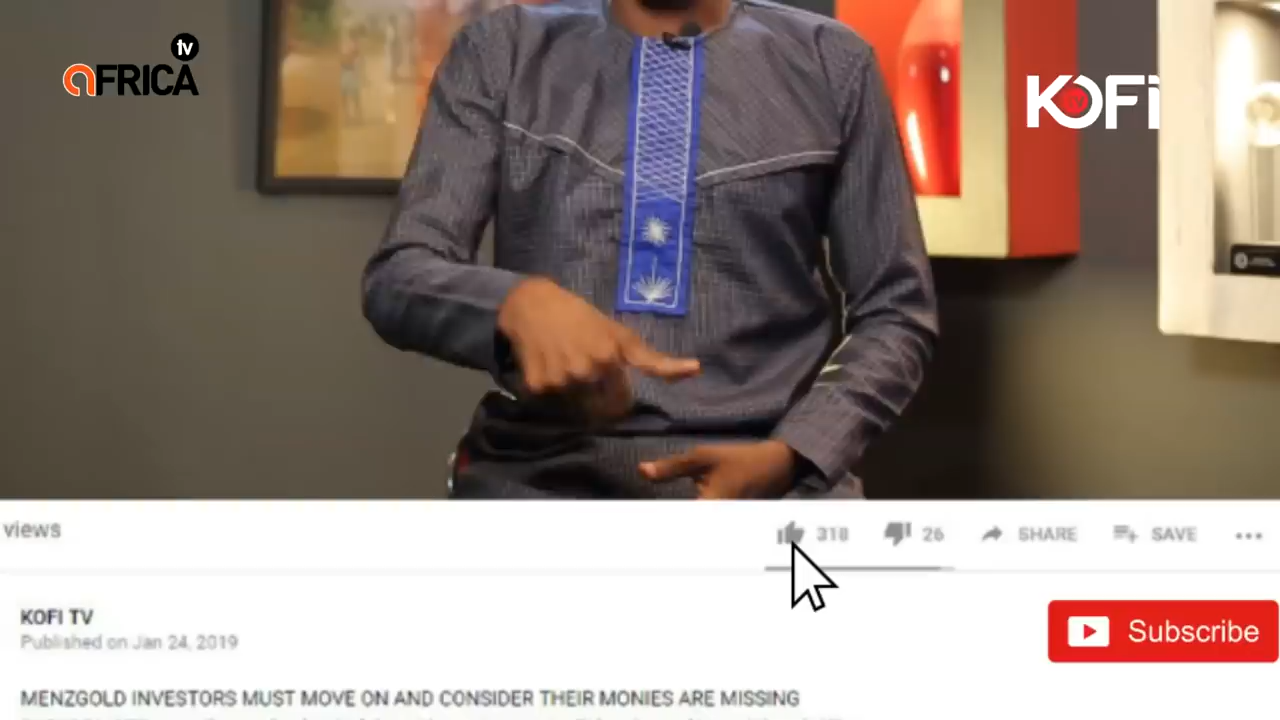 tv
aFRICA
KOFi
tv
views
318
26
SHARE
SAVE
KOFI TV
Published on Jan 24, 2019
Subscribe
MENZGOLD INVESTORS MUST MOVE ON AND CONSIDER THEIR MONIES ARE MISSING